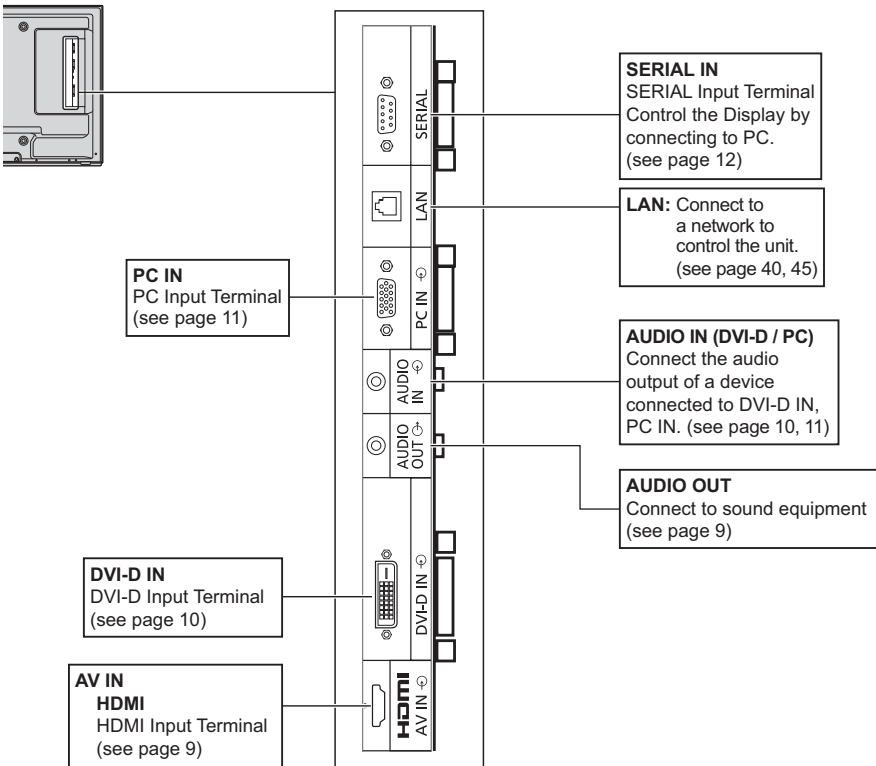 SERIAL IN
SERIAL Input Terminal
Control the Display by
connecting to PC.
(see page 12)
LAN: Connect to
a network to
control the unit.
(see page 40, 45)
PC IN
PC Input Terminal
(see page 11)
AUDIO IN (DVI-D / PC)
Connect the audio
output of a device
connected to DVI-D IN,
PC IN. (see page 10, 11)
AUDIO OUT
Connect to sound equipment
(see page 9)
DVI-D IN
DVI-D Input Terminal
(see page 10)
AV IN
HDMI
HDMI Input Terminal
(see page 9)
SERIAL
LAN
PC IN
AUDIO
IN
AUDIO
OUT
DVI-D IN
HDMI
AV IN